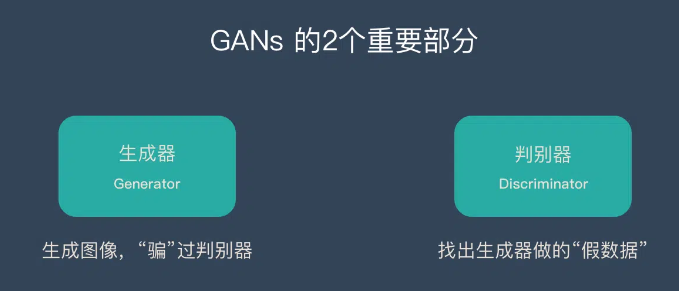 GANs 的2个重要部分
生成器
Generator
判别器
Discriminator
生成图像，“骗”过判别器
找出生成器做的“假数据”